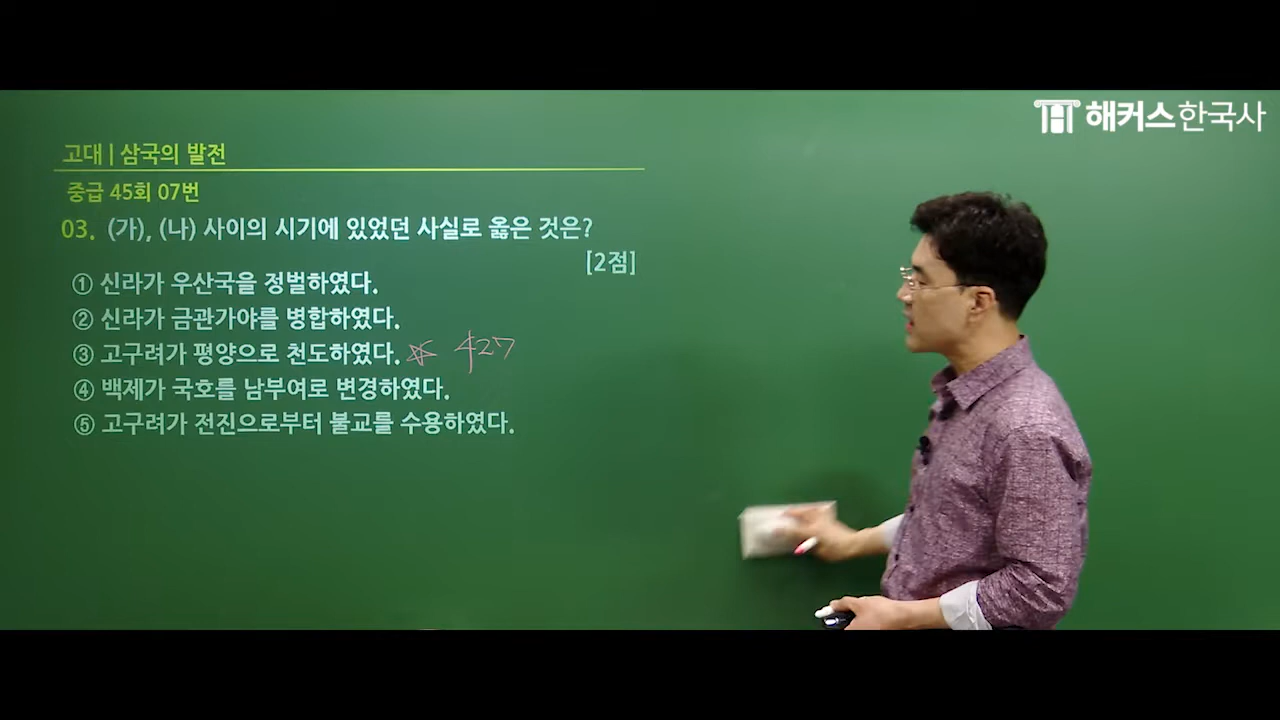 해커스한국사
고대 | 삼국의 발전
중급 45회 07번
03. (가), (나) 사이의 시기에 있었던 사실로 옳은 것은?
[2점]
① 신라가 우산국을 정벌하였다.
② 신라가 금관가야를 병합하였다.
③ 고구려가 평양으로 천도하였다. 427
④ 백제가 국호를 남부여로 변경하였다.
⑤ 고구려가 전진으로부터 불교를 수용하였다.